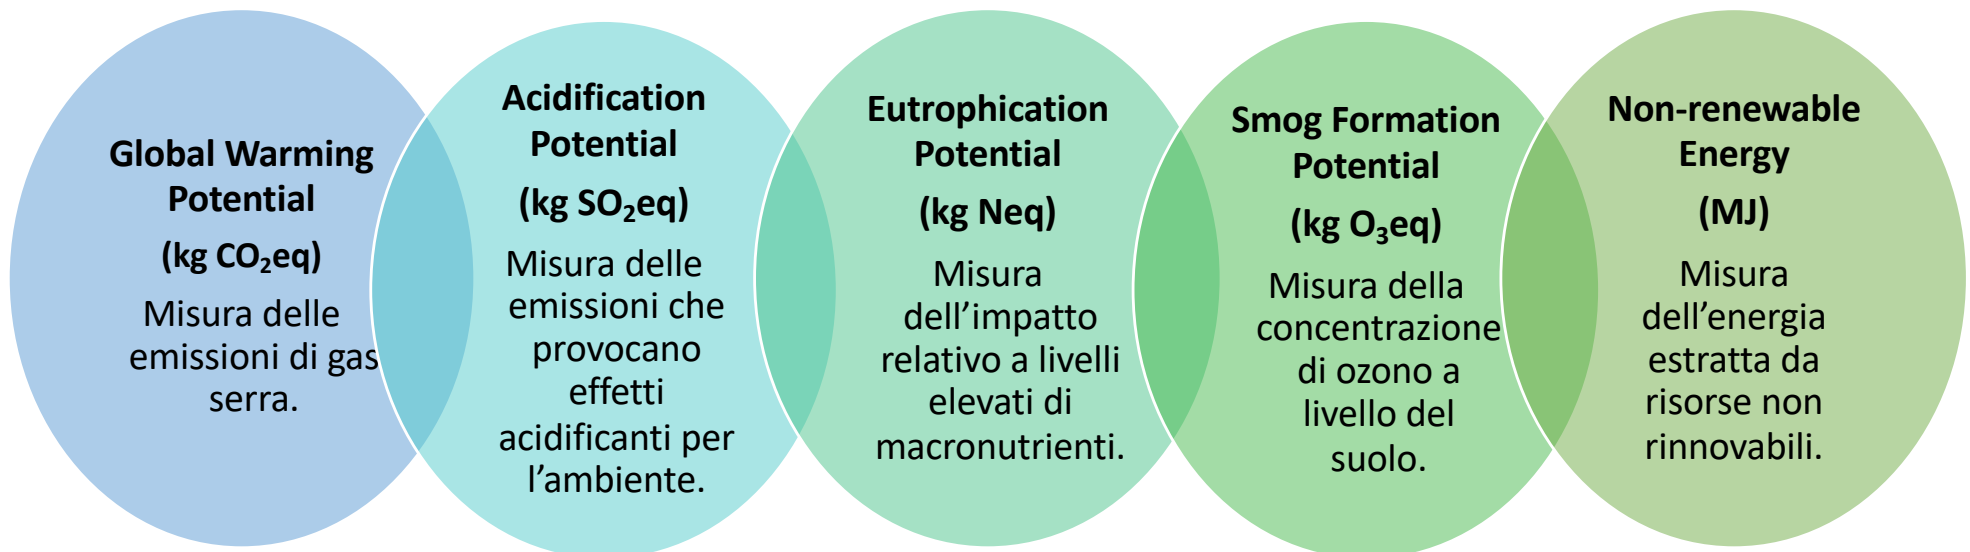 Global Warming
Potential
(kg CO₂eq)
Misura delle
emissioni di gas
serra.
Acidification
Potential
(kg SO₂eq)
Misura delle
emissioni che
provocano
effetti
acidificanti per
l’ambiente.
Eutrophication
Potential
(kg Neq)
Misura
dell’impatto
relativo a livelli
elevati di
macronutrienti.
Smog Formation
Potential
(kg O₃eq)
Misura della
concentrazione
di ozono a
livello del
suolo.
Non-renewable
Energy
(MJ)
Misura
dell’energia
estratta da
risorse non
rinnovabili.